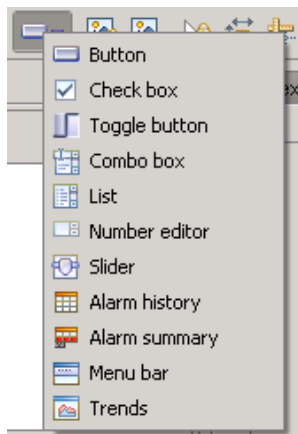 Button
Check box
Toggle button
Combo box
List
Number editor
Slider
Alarm history
Alarm summary
Menu bar
Trends